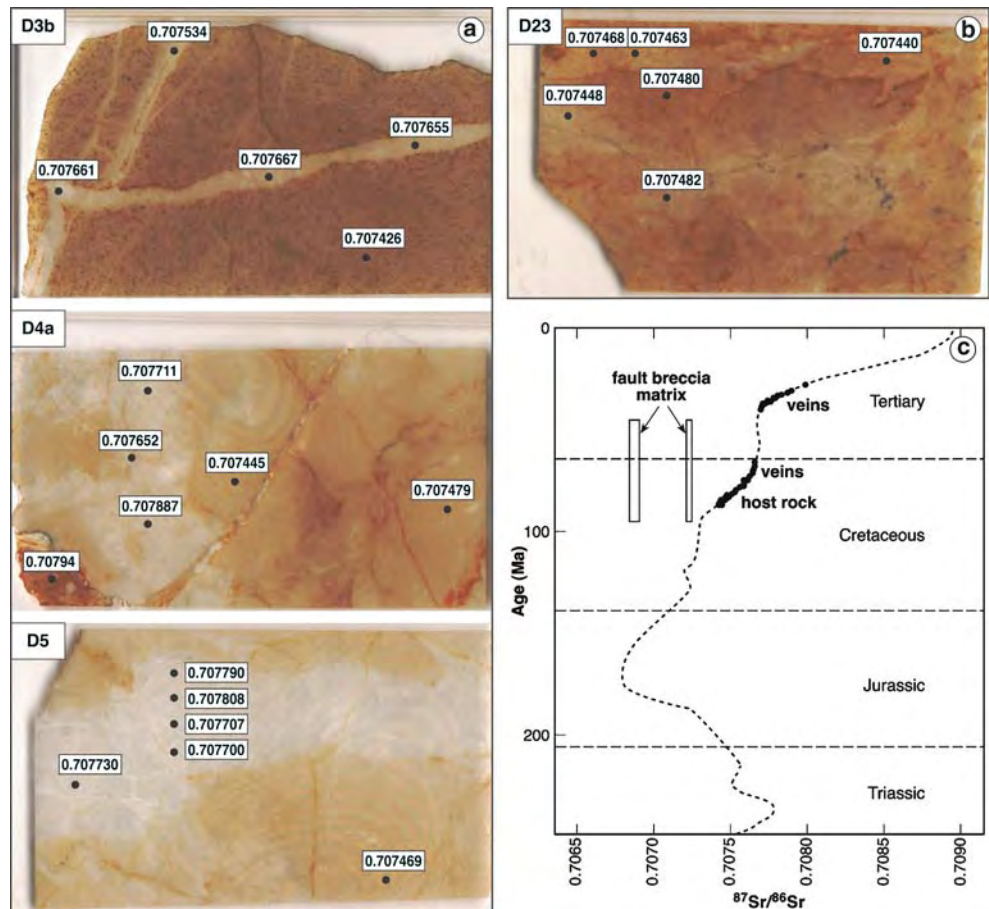 D3b
a
0.707534
0.707655
0.707667
0.707661
0.707426
D23
b
0.707468
0.707463
0.707440
0.707480
0.707448
0.707482
D4a
0.707711
0.707652
0.707445
0.707479
0.707887
0.70794
D5
0.707790
0.707808
0.707707
0.707700
0.707730
0.707469
c
0
fault breccia
matrix
veins
Tertiary
veins
host rock
100
Cretaceous
Age (Ma)
Jurassic
200
Triassic
0.7065
0.7070
0.7075
0.7080
0.7085
0.7090
87Sr/86Sr